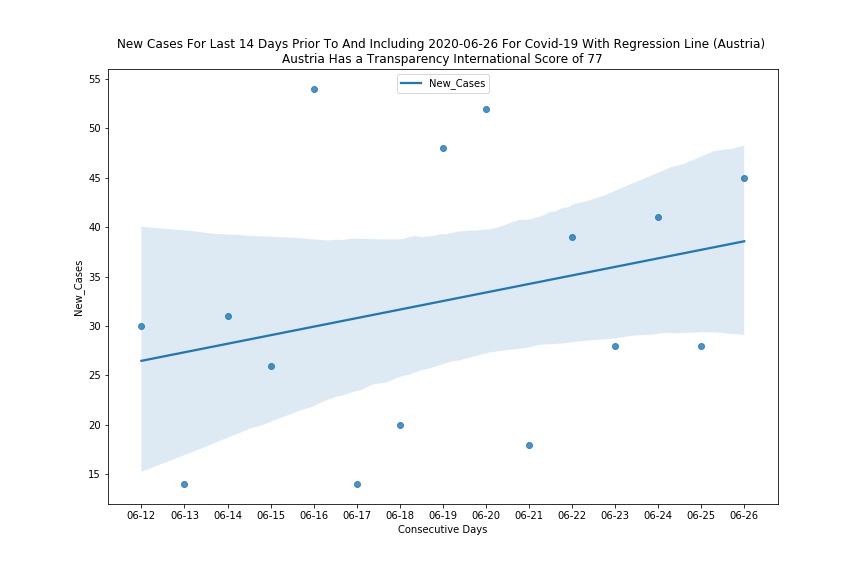 New Cases For Last 14 Days Prior To And Including 2020-06-26 For Covid-19 With Regression Line (Austria)
Austria Has a Transparency International Score of 77
New_Cases
55
50
45
40
35
30
25
20
15
New_Cases
06-12 06-13 06-14 06-15 06-16 06-17 06-18 06-19 06-20 06-21 06-22 06-23 06-24 06-25 06-26
Consecutive Days